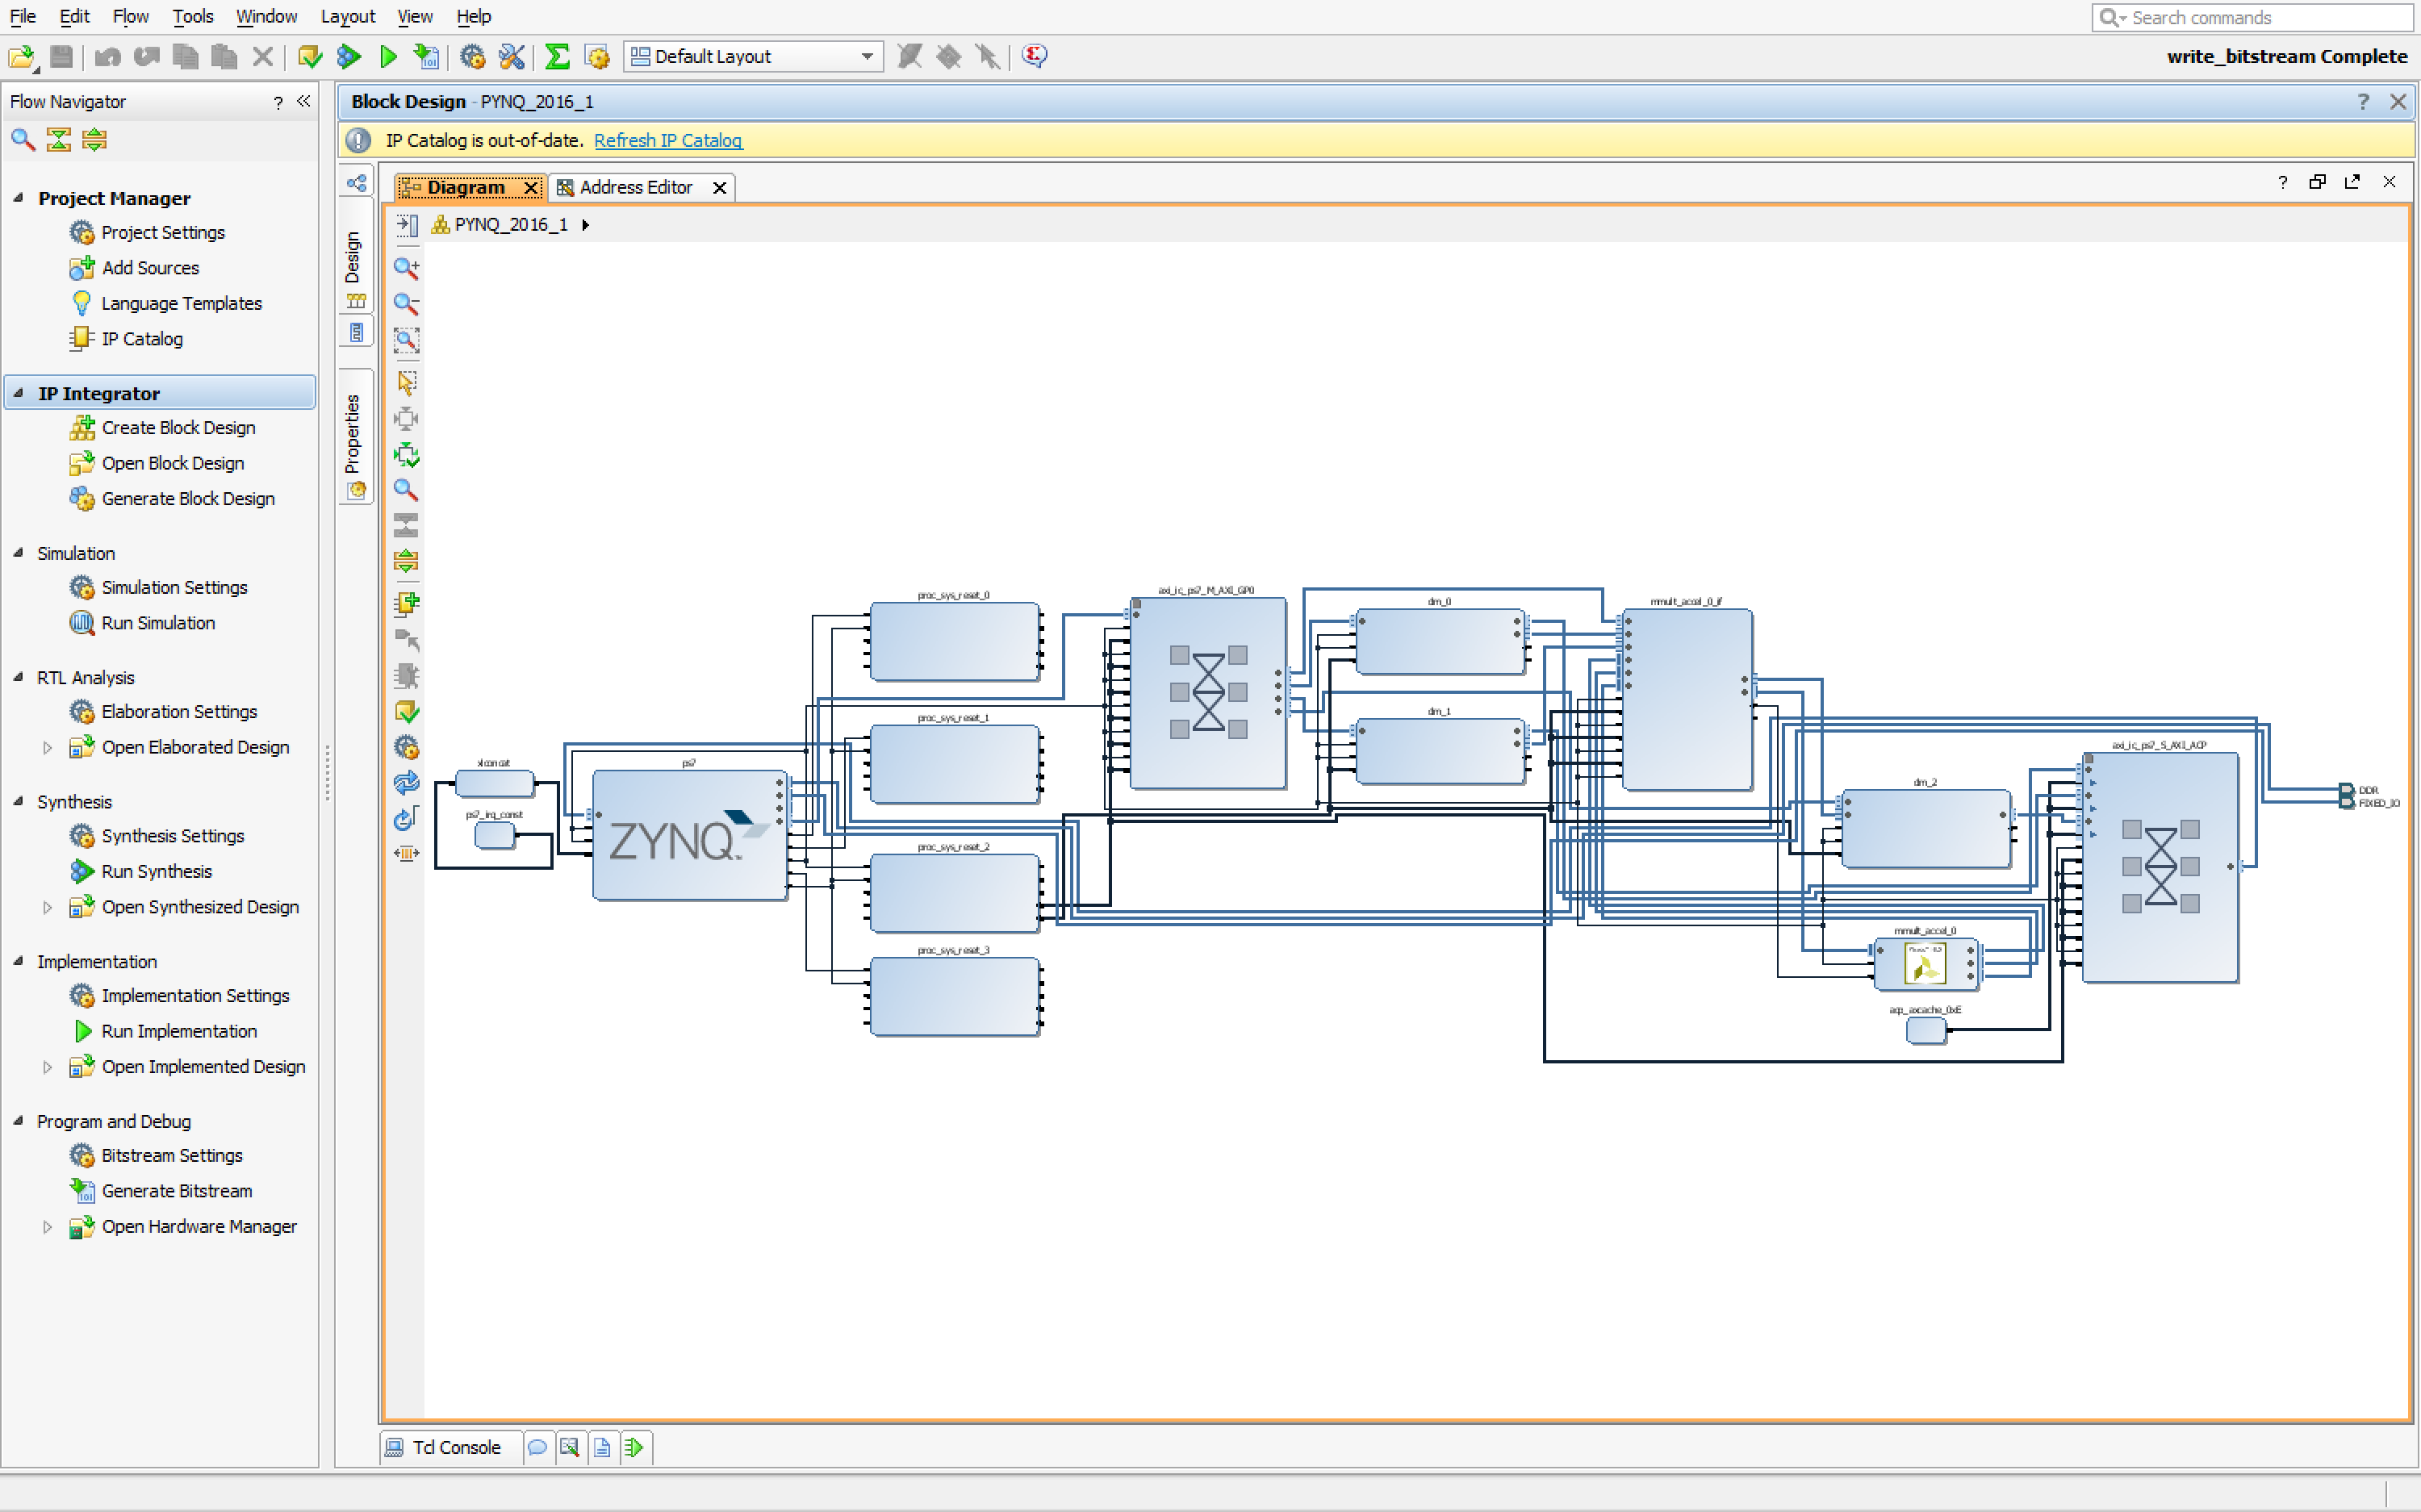 File Edit Flow Tools Window Layout View Help
Search commands
Default Layout
write_bitstream Complete
Flow Navigator
? «
Block Design - PYNQ_2016_1
IP Catalog is out-of-date. Refresh IP Catalog
Project Manager
Project Settings
Add Sources
Language Templates
IP Catalog
IP Integrator
Create Block Design
Open Block Design
Generate Block Design
Simulation
Simulation Settings
Run Simulation
RTL Analysis
Elaboration Settings
Open Elaborated Design
Synthesis
Synthesis Settings
Run Synthesis
Open Synthesized Design
Implementation
Implementation Settings
Run Implementation
Open Implemented Design
Program and Debug
Bitstream Settings
Generate Bitstream
Open Hardware Manager
Design
Properties
Diagram
Address Editor
PYNQ_2016_1
xlconcat
ps7_irq_const
ps7
ZYNQ
proc_sys_reset_0
proc_sys_reset_1
proc_sys_reset_2
proc_sys_reset_3
axi_ic_ps7_M_AXI_GP0
dm_0
dm_1
mmult_accel_0_if
dm_2
mmult_accel_0
acp_axcache_0xE
axi_ic_ps7_S_AXI_ACP
DDR
FIXED_IO
Tcl Console